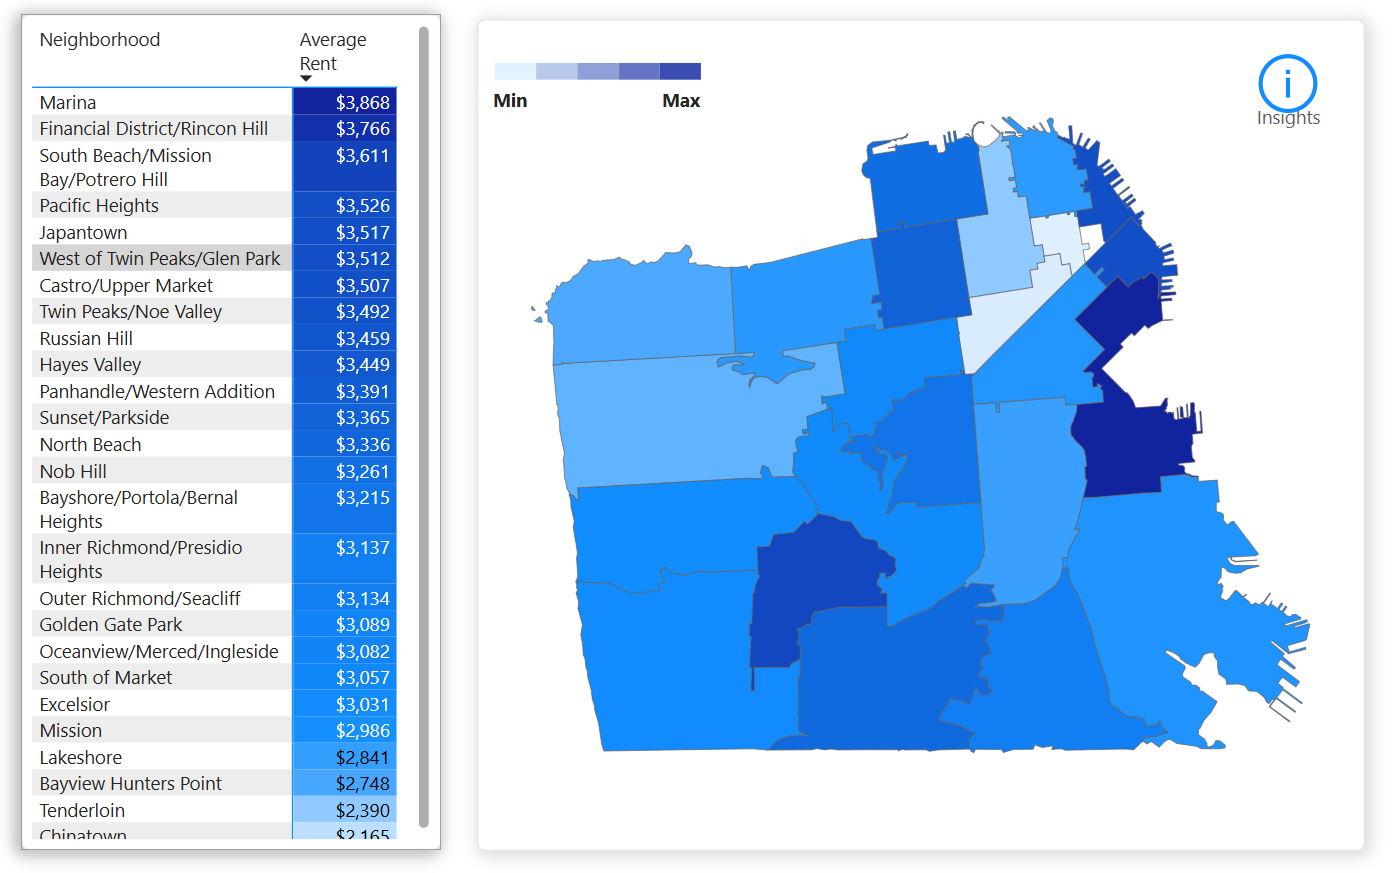 Neighborhood Average
Rent
Marina $3,868
Financial District/Rincon Hill $3,766
South Beach/Mission $3,611
Bay/Potrero Hill
Pacific Heights $3,526
Japantown $3,517
West of Twin Peaks/Glen Park $3,512
Castro/Upper Market $3,507
Twin Peaks/Noe Valley $3,492
Russian Hill $3,459
Hayes Valley $3,449
Panhandle/Western Addition $3,391
Sunset/Parkside $3,365
North Beach $3,336
Nob Hill $3,261
Bayshore/Portola/Bernal $3,215
Heights
Inner Richmond/Presidio $3,137
Heights
Outer Richmond/Seacliff $3,134
Golden Gate Park $3,089
Oceanview/Merced/Ingleside $3,082
South of Market $3,057
Excelsior $3,031
Mission $2,986
Lakeshore $2,841
Bayview Hunters Point $2,748
Tenderloin $2,390
Chinatown $2,165
Min Max
i
Insights